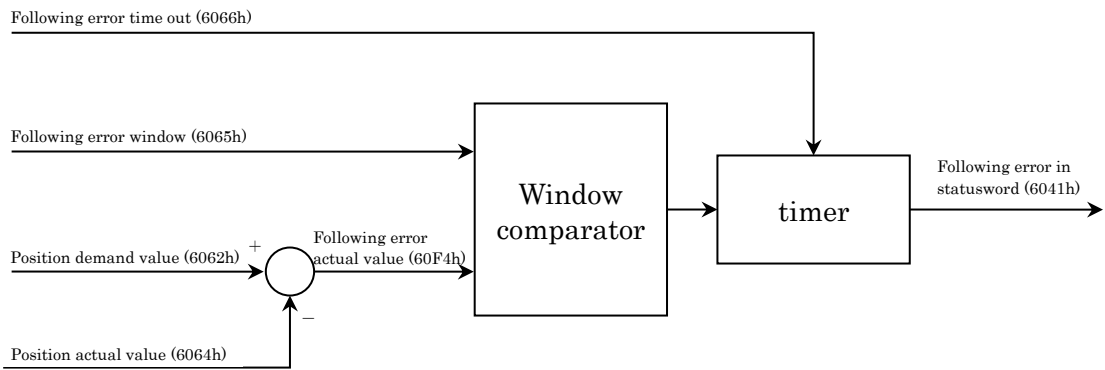 Following error time out (6066h)
Following error window (6065h)
Window
comparator
timer
Following error in
statusword (6041h)
Following error
actual value (60F4h)
+
Position demand value (6062h)
−
Position actual value (6064h)